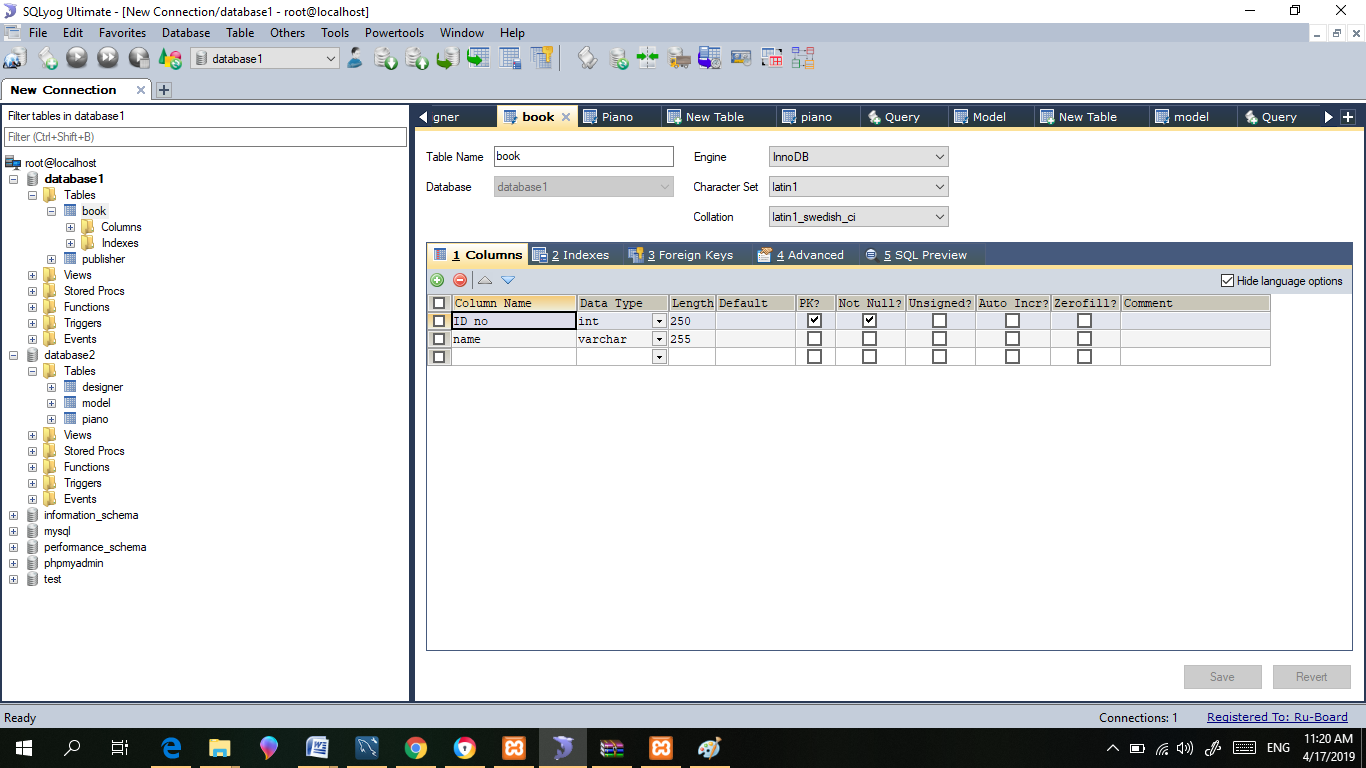 SQLyog Ultimate - [New Connection/database1 - root@localhost]
File Edit Favorites Database Table Others Tools Powertools Window Help
database1
New Connection
Filter tables in database1
Filter (Ctrl+Shift+B)
root@localhost
database1
Tables
book
Columns
Indexes
publisher
Views
Stored Procs
Functions
Triggers
Events
database2
Tables
designer
model
piano
Views
Stored Procs
Functions
Triggers
Events
information_schema
mysql
performance_schema
phpmyadmin
test
gner book Piano New Table piano Query Model New Table model Query
Table Name book Engine InnoDB
Database database1 Character Set latin1
Collation latin1_swedish_ci
1 Columns 2 Indexes 3 Foreign Keys 4 Advanced 5 SQL Preview
Hide language options
Column Name Data Type Length Default PK? Not Null? Unsigned? Auto Incr? Zerofill? Comment
ID no int 250
name varchar 255
Save Revert
Ready Connections: 1 Registered To: Ru-Board
ENG 11:20 AM
4/17/2019